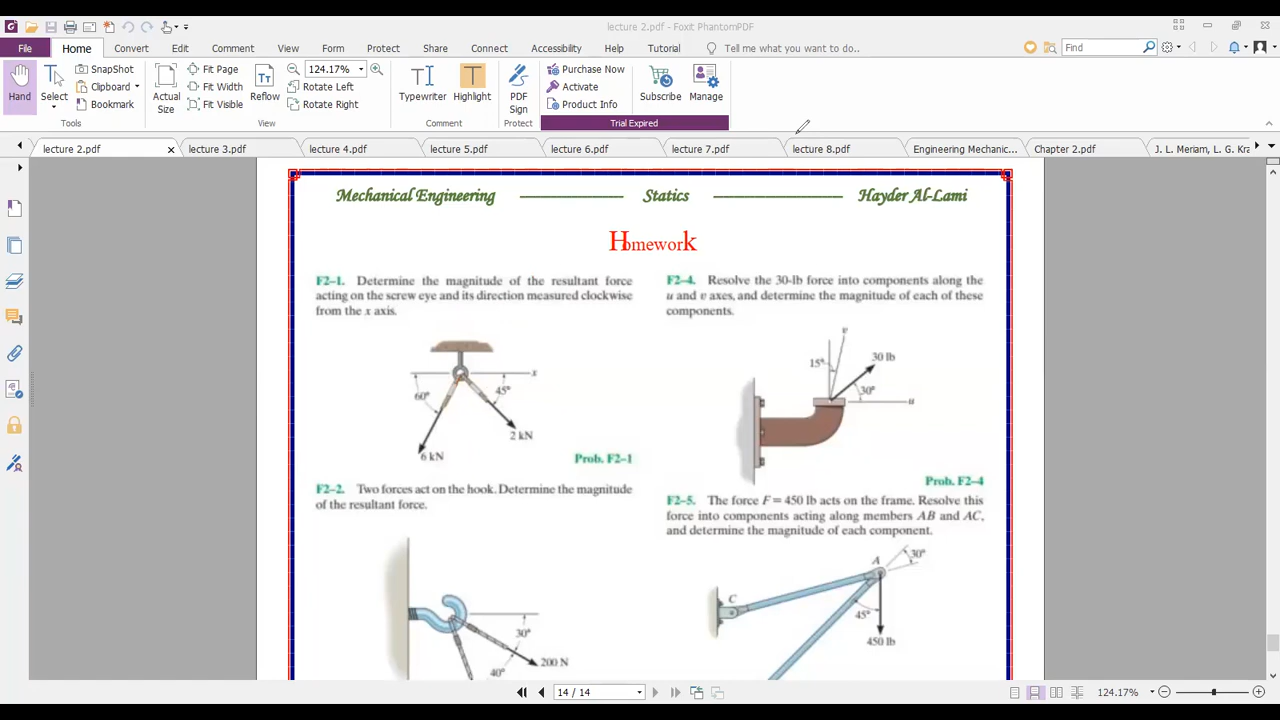 lecture 2.pdf - Foxit PhantomPDF
File Home Convert Edit Comment View Form Protect Share Connect Accessibility Help Tutorial Tell me what you want to do.. Find
Hand
Select
SnapShot
Clipboard
Bookmark
Tools
Actual Size
Fit Page
Fit Width
Fit Visible
Reflow
124.17%
Rotate Left
Rotate Right
View
Typewriter
Highlight
Comment
PDF Sign
Protect
Purchase Now
Activate
Product Info
Trial Expired
Subscribe
Manage
lecture 2.pdf lecture 3.pdf lecture 4.pdf lecture 5.pdf lecture 6.pdf lecture 7.pdf lecture 8.pdf Engineering Mechanic... Chapter 2.pdf J. L. Meriam, L. G. Kra
Mechanical Engineering Statics Hayder Al-Lami
Homework
F2–1. Determine the magnitude of the resultant force
acting on the screw eye and its direction measured clockwise
from the x axis.
x
60°
45°
2 kN
6 kN
Prob. F2–1
F2–2. Two forces act on the hook. Determine the magnitude
of the resultant force.
30°
200 N
40°
F2–4. Resolve the 30-lb force into components along the
u and v axes, and determine the magnitude of each of these
components.
v
15°
30 lb
30°
u
Prob. F2–4
F2–5. The force F = 450 lb acts on the frame. Resolve this
force into components acting along members AB and AC,
and determine the magnitude of each component.
A
30°
C
45°
450 lb
14 / 14
124.17%